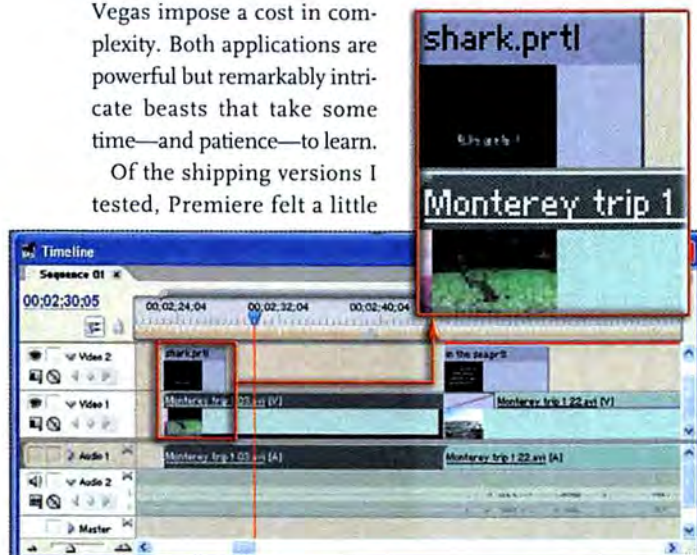 Vegas impose a cost in com-
plexity. Both applications are
powerful but remarkably intri-
cate beasts that take some
time—and patience—to learn.
Of the shipping versions I
tested, Premiere felt a little
shark.prtl
Monterey trip 1
Timeline
Sequence 01
00;02;30;05
00;02;24;04 00;02;32;04 00;02;40;04
Video 2
shark.prtl
in the sea.prtl
Video 1
Monterey trip 1 03.avi [V]
Monterey trip 1 22.avi [V]
Audio 1
Monterey trip 1 03.avi [A]
Monterey trip 1 22.avi [A]
Audio 2
Master